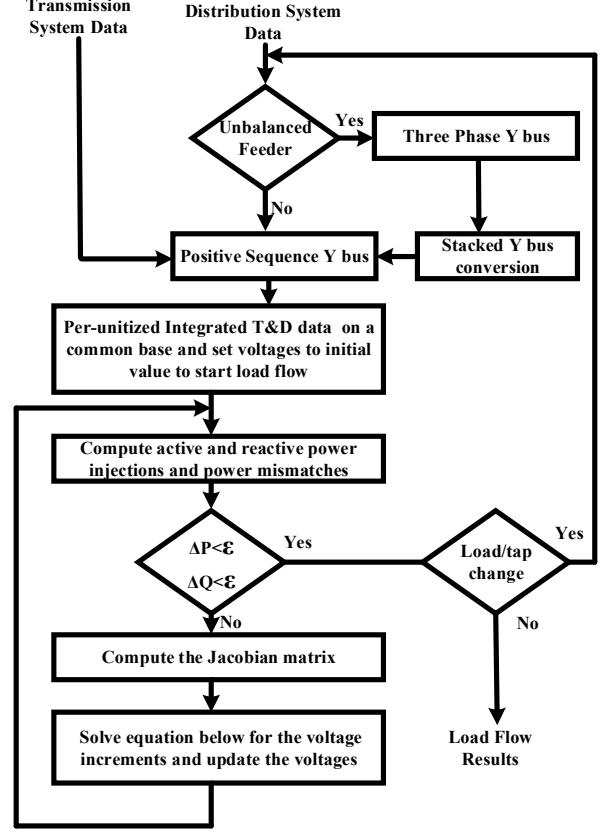 Transmission
System Data
Distribution System
Data
Unbalanced
Feeder
Yes
Three Phase Y bus
No
Positive Sequence Y bus
Stacked Y bus
conversion
Per-unitized Integrated T&D data on a
common base and set voltages to initial
value to start load flow
Compute active and reactive power
injections and power mismatches
ΔP<ε
ΔQ<ε
Yes
Load/tap
change
Yes
No
No
Compute the Jacobian matrix
Solve equation below for the voltage
increments and update the voltages
Load Flow
Results